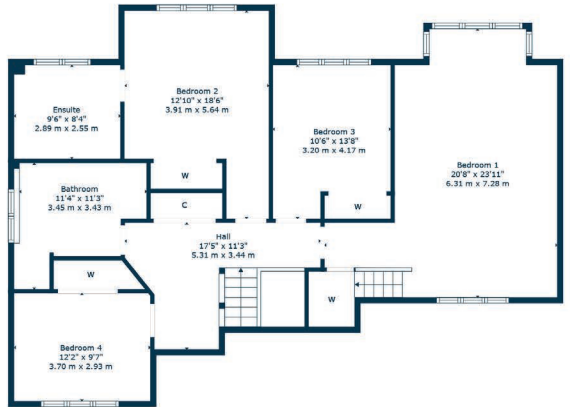 Ensuite
9'6" x 8'4"
2.89 m x 2.55 m
Bedroom 2
12'10" x 18'6"
3.91 m x 5.64 m
W
Bedroom 3
10'6" x 13'8"
3.20 m x 4.17 m
W
Bedroom 1
20'8" x 23'11"
6.31 m x 7.28 m
Bathroom
11'4" x 11'3"
3.45 m x 3.43 m
C
Hall
17'5" x 11'3"
5.31 m x 3.44 m
W
W
Bedroom 4
12'2" x 9'7"
3.70 m x 2.93 m